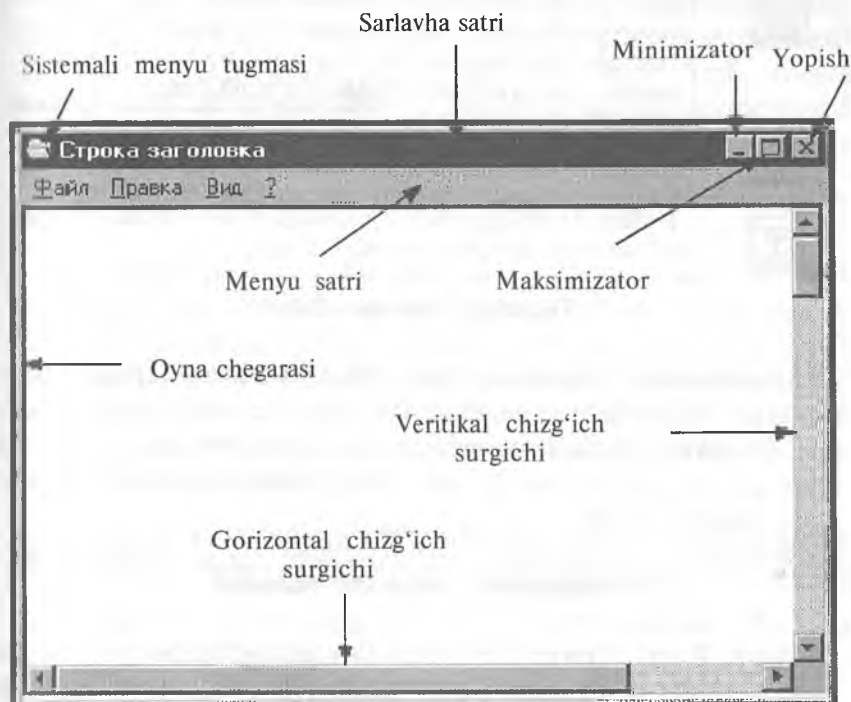 Sarlavha satri
Minimizator
Yopish
Sistemali menyu tugmasi
Строка заголовка
Файл Правка Вид ?
Menyu satri
Maksimizator
Oyna chegarasi
Veritikal chizg‘ich
surgichi
Gorizontal chizg‘ich
surgichi